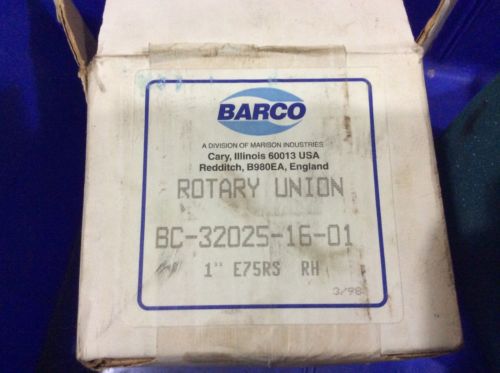 BARCO
A DIVISION OF MARISON INDUSTRIES
Cary, Illinois 60013 USA
Redditch, B980EA, England
ROTARY UNION
BC-32025-16-01
1" E75RS RH
3/98